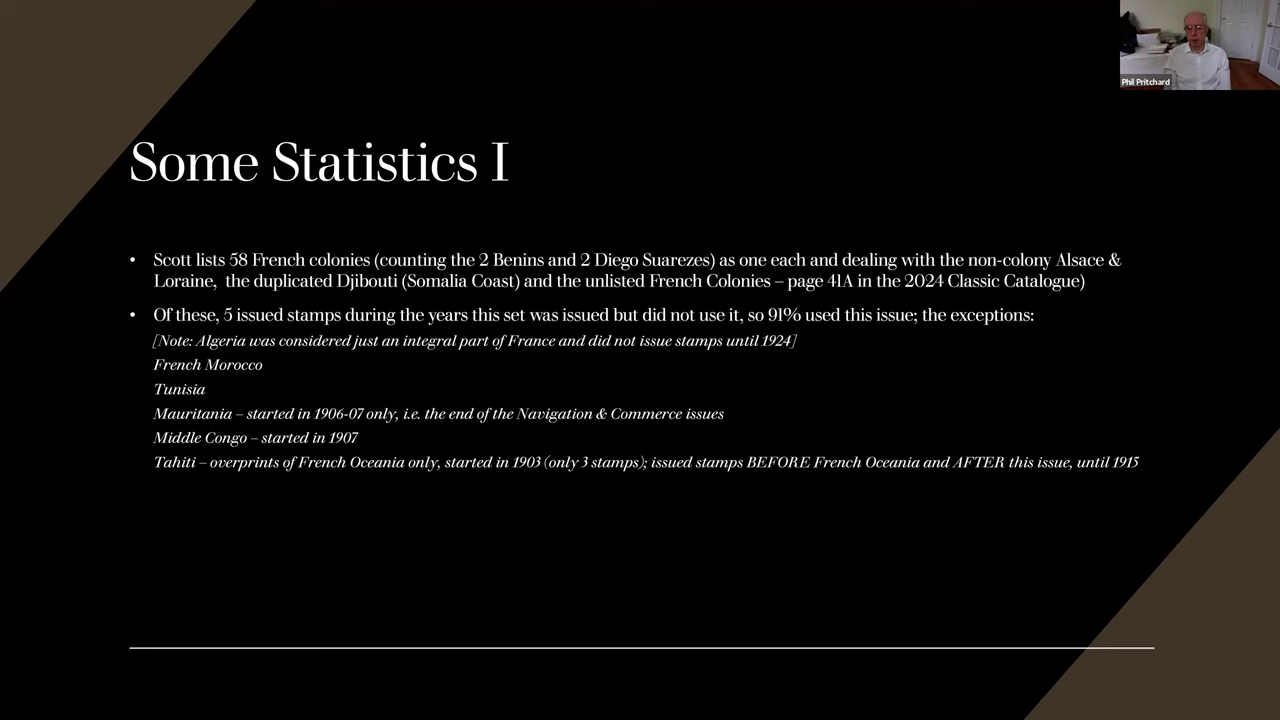 Phil Pritchard
Some Statistics I
• Scott lists 58 French colonies (counting the 2 Benins and 2 Diego Suarezes) as one each and dealing with the non-colony Alsace &
Loraine, the duplicated Djibouti (Somalia Coast) and the unlisted French Colonies – page 41A in the 2024 Classic Catalogue)
• Of these, 5 issued stamps during the years this set was issued but did not use it, so 91% used this issue; the exceptions:
[Note: Algeria was considered just an integral part of France and did not issue stamps until 1924]
French Morocco
Tunisia
Mauritania – started in 1906-07 only, i.e. the end of the Navigation & Commerce issues
Middle Congo – started in 1907
Tahiti – overprints of French Oceania only, started in 1903 (only 3 stamps); issued stamps BEFORE French Oceania and AFTER this issue, until 1915